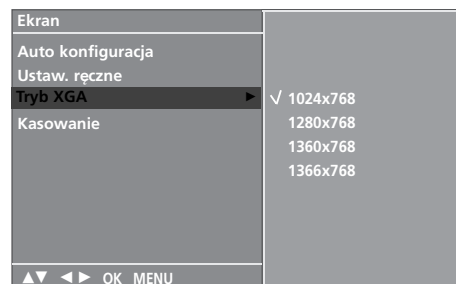 Ekran
Auto konfiguracja
Ustaw. ręczne
Tryb XGA ►
Kasowanie
√ 1024x768
1280x768
1360x768
1366x768
▲▼ ◄► OK MENU